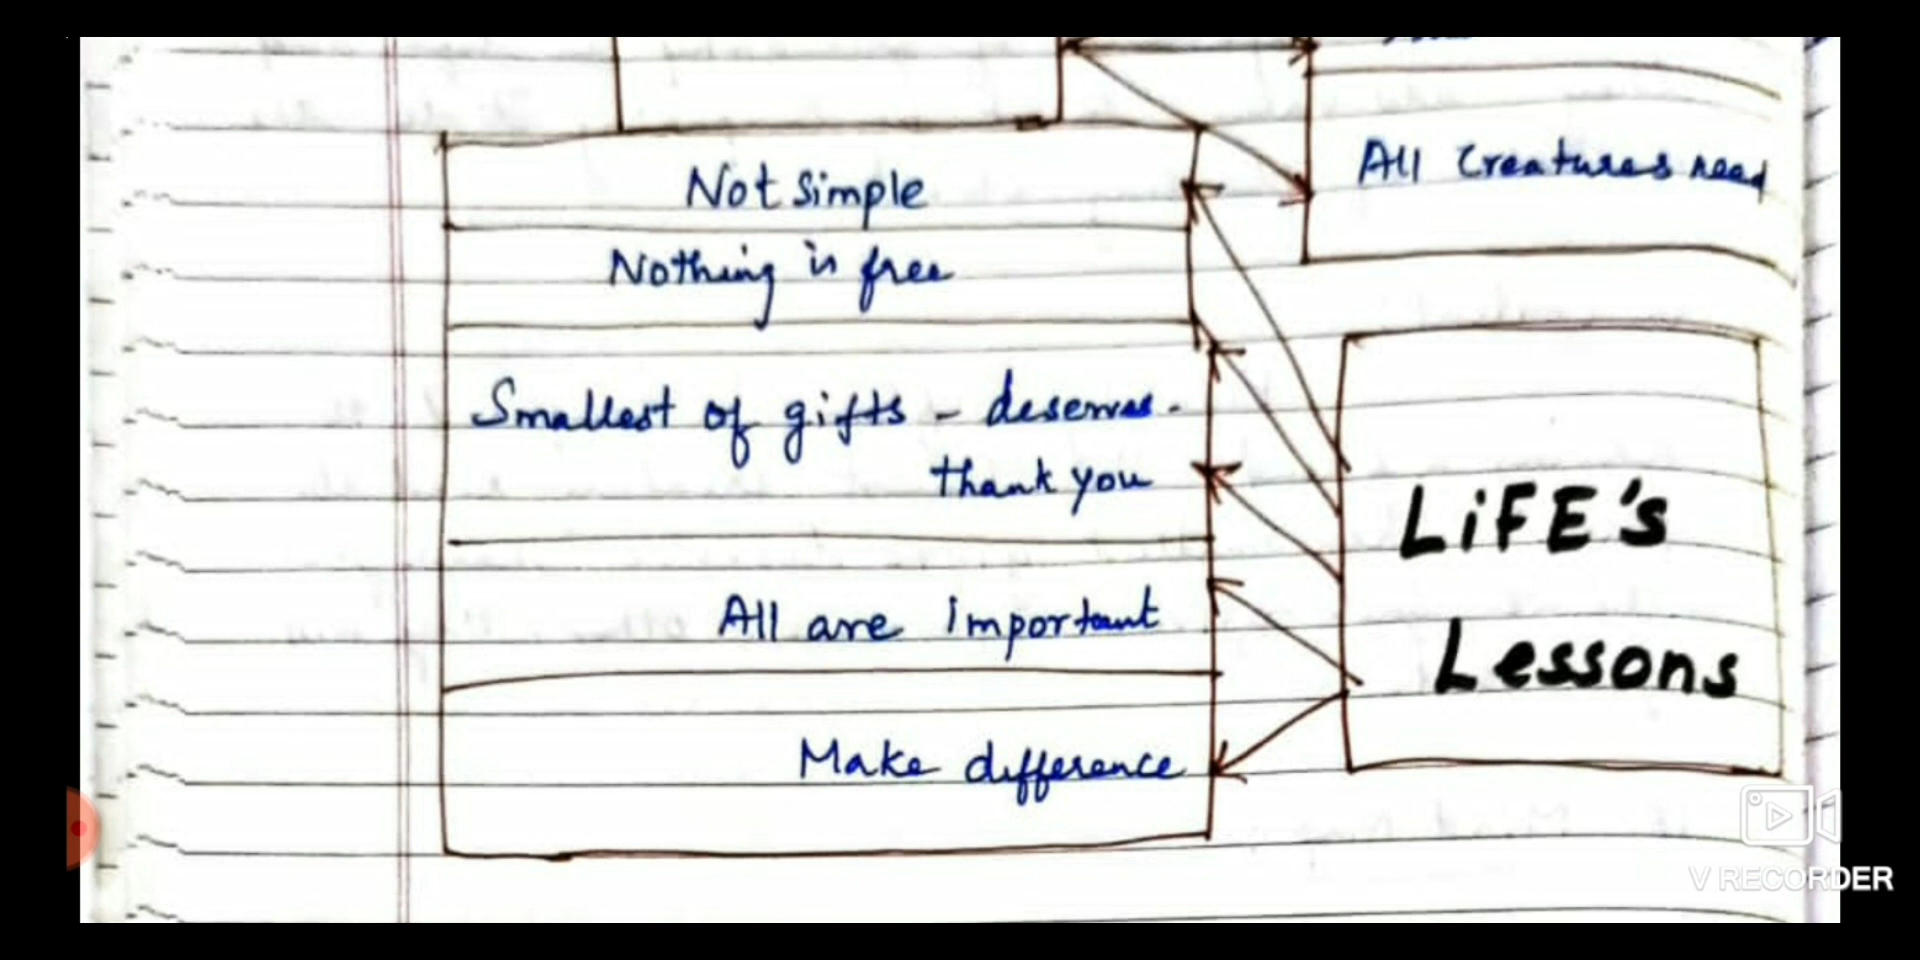 All Creatures need
Not simple
Nothing is free
Smallest of gifts - deserves -
thank you
All are important
Make difference
LiFE's
Lessons
V RECORDER